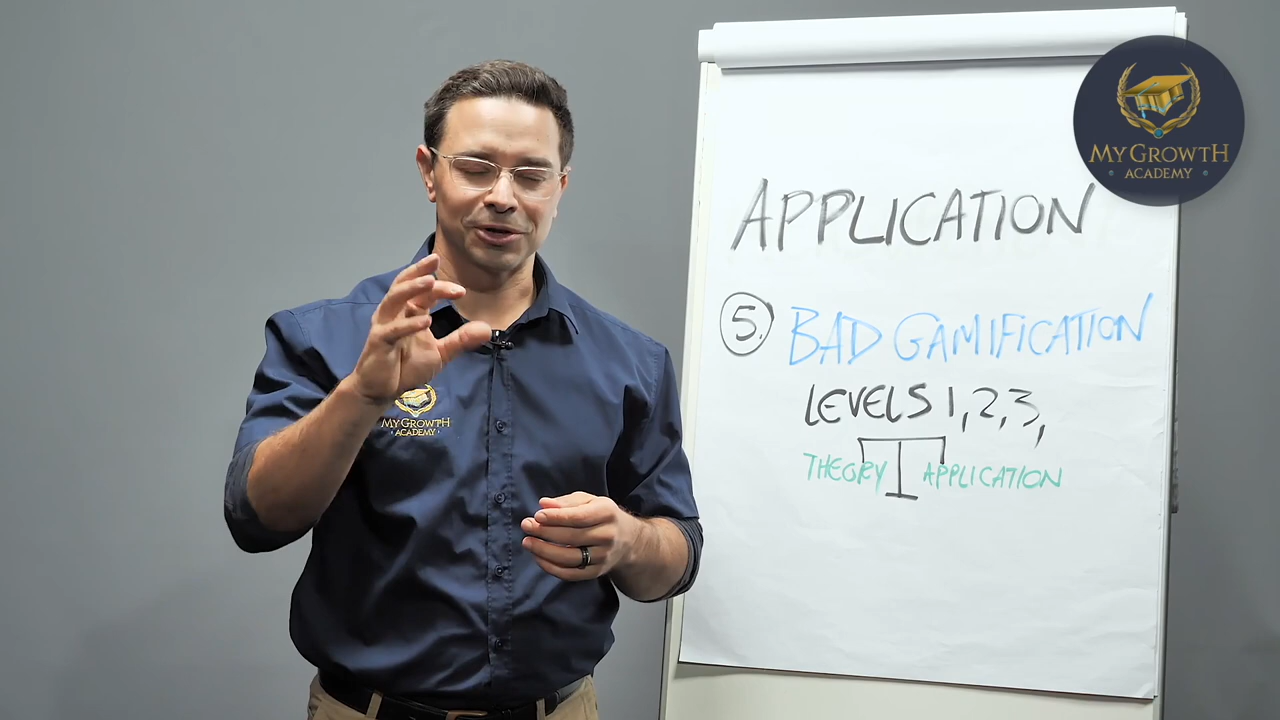 APPLICATION
5. BAD GAMIFICATION
LEVELS 1, 2, 3,
THEORY APPLICATION
MY GROWTH
ACADEMY
MY GROWTH
ACADEMY